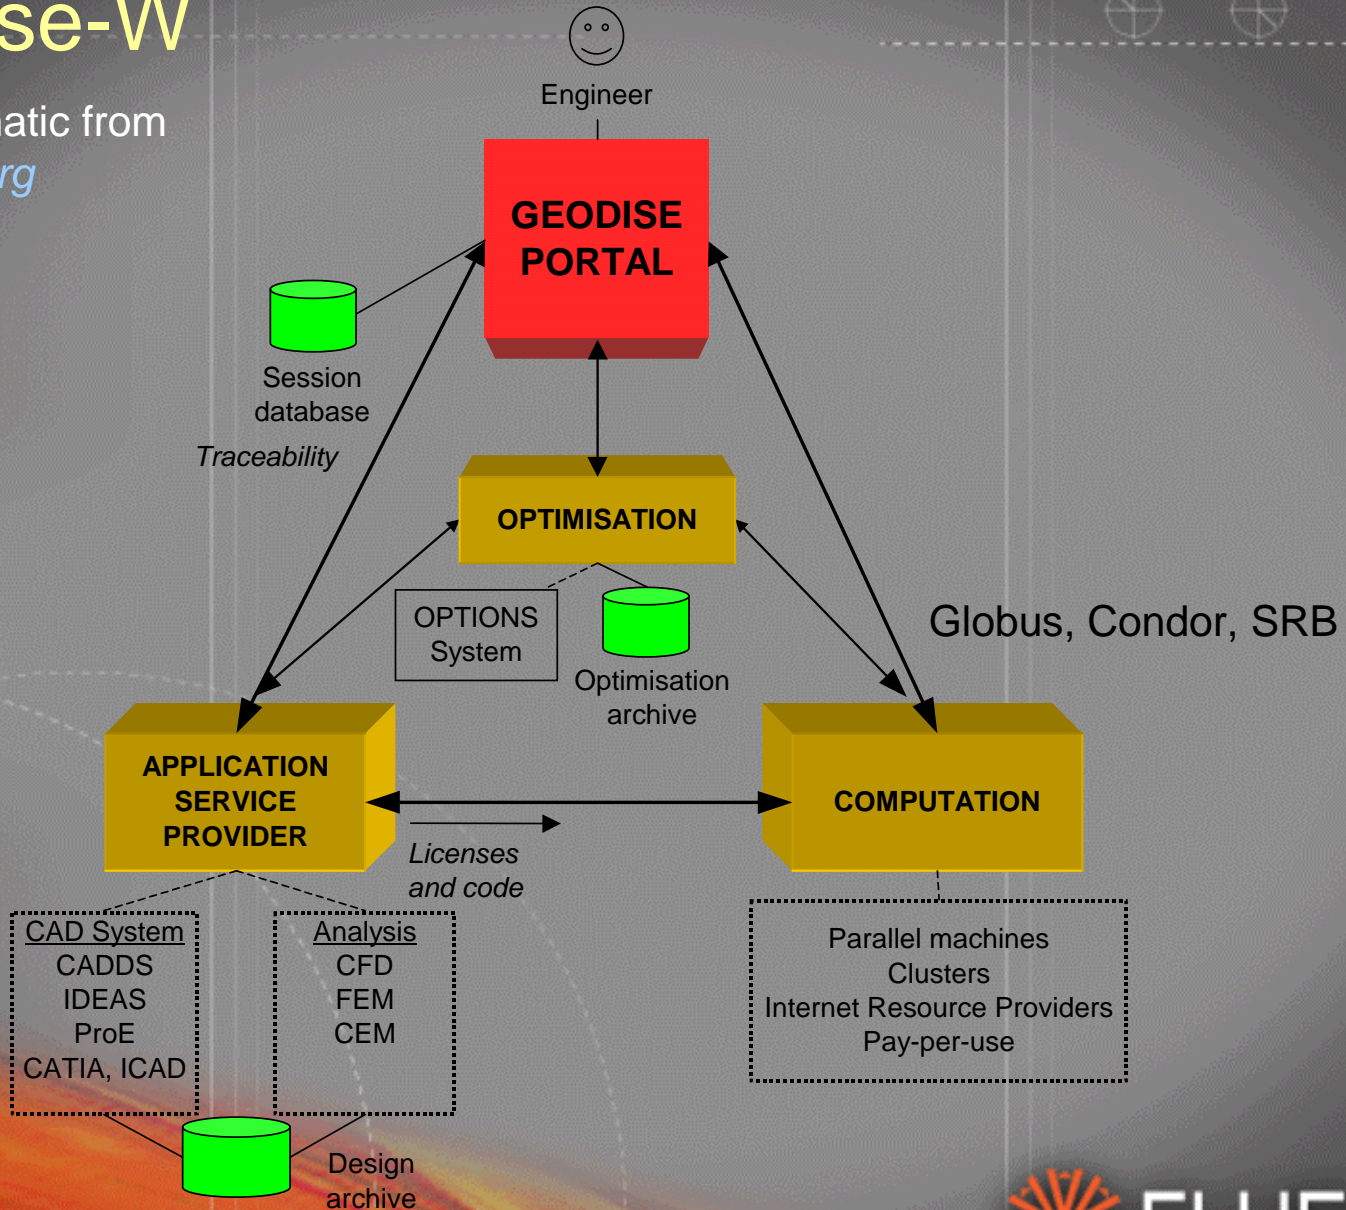 se-W
natic from
rg
Engineer
GEODISE
PORTAL
Session
database
Traceability
OPTIMISATION
OPTIONS
System
Optimisation
archive
Globus, Condor, SRB
APPLICATION
SERVICE
PROVIDER
COMPUTATION
Licenses
and code
CAD System
CADDS
IDEAS
ProE
CATIA, ICAD
Analysis
CFD
FEM
CEM
Parallel machines
Clusters
Internet Resource Providers
Pay-per-use
Design
archive